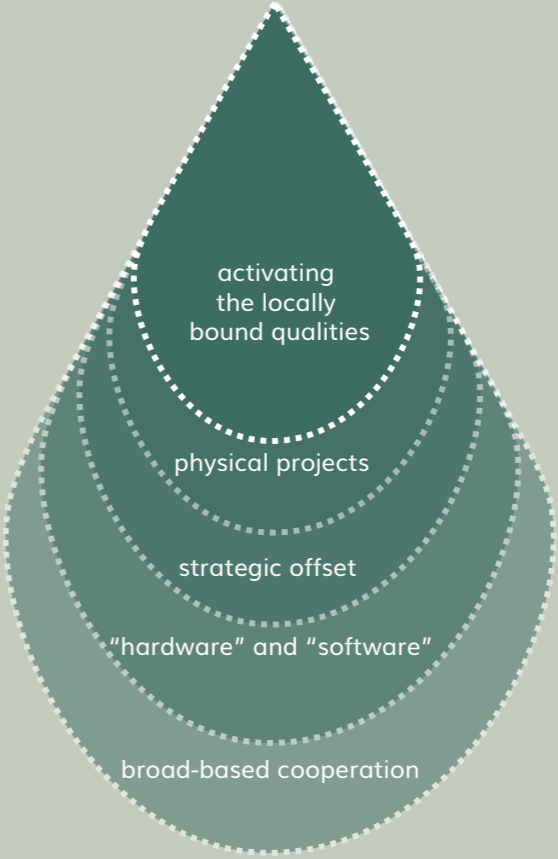 activating
the locally
bound qualities
physical projects
strategic offset
“hardware” and “software”
broad-based cooperation